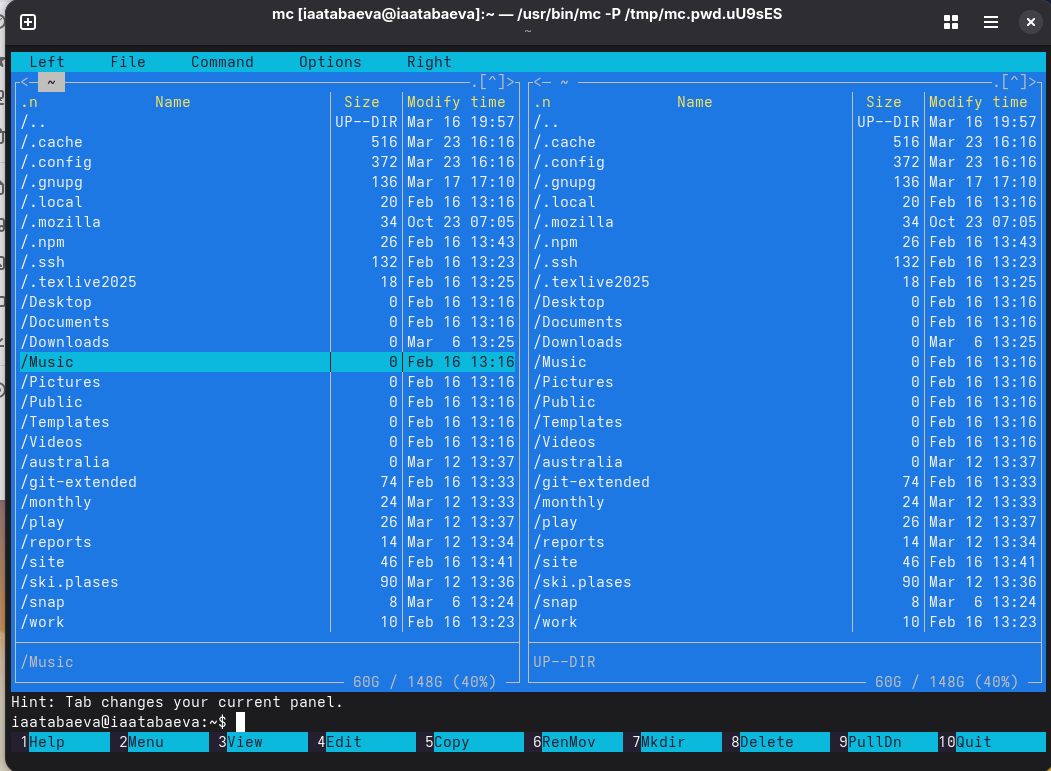 mc [iaatabaeva@iaatabaeva]:~ — /usr/bin/mc -P /tmp/mc.pwd.uU9sES
~
Left File Command Options Right
<— ~ .[^]> <— ~ .[^]>
.n Name Size Modify time .n Name Size Modify time
/.. UP--DIR Mar 16 19:57 /.. UP--DIR Mar 16 19:57
/.cache 516 Mar 23 16:16 /.cache 516 Mar 23 16:16
/.config 372 Mar 23 16:16 /.config 372 Mar 23 16:16
/.gnupg 136 Mar 17 17:10 /.gnupg 136 Mar 17 17:10
/.local 20 Feb 16 13:16 /.local 20 Feb 16 13:16
/.mozilla 34 Oct 23 07:05 /.mozilla 34 Oct 23 07:05
/.npm 26 Feb 16 13:43 /.npm 26 Feb 16 13:43
/.ssh 132 Feb 16 13:23 /.ssh 132 Feb 16 13:23
/.texlive2025 18 Feb 16 13:25 /.texlive2025 18 Feb 16 13:25
/Desktop 0 Feb 16 13:16 /Desktop 0 Feb 16 13:16
/Documents 0 Feb 16 13:16 /Documents 0 Feb 16 13:16
/Downloads 0 Mar 6 13:25 /Downloads 0 Mar 6 13:25
/Music 0 Feb 16 13:16 /Music 0 Feb 16 13:16
/Pictures 0 Feb 16 13:16 /Pictures 0 Feb 16 13:16
/Public 0 Feb 16 13:16 /Public 0 Feb 16 13:16
/Templates 0 Feb 16 13:16 /Templates 0 Feb 16 13:16
/Videos 0 Feb 16 13:16 /Videos 0 Feb 16 13:16
/australia 0 Mar 12 13:37 /australia 0 Mar 12 13:37
/git-extended 74 Feb 16 13:33 /git-extended 74 Feb 16 13:33
/monthly 24 Mar 12 13:33 /monthly 24 Mar 12 13:33
/play 26 Mar 12 13:37 /play 26 Mar 12 13:37
/reports 14 Mar 12 13:34 /reports 14 Mar 12 13:34
/site 46 Feb 16 13:41 /site 46 Feb 16 13:41
/ski.plases 90 Mar 12 13:36 /ski.plases 90 Mar 12 13:36
/snap 8 Mar 6 13:24 /snap 8 Mar 6 13:24
/work 10 Feb 16 13:23 /work 10 Feb 16 13:23
/Music UP--DIR
60G / 148G (40%) 60G / 148G (40%)
Hint: Tab changes your current panel.
iaatabaeva@iaatabaeva:~$
1Help 2Menu 3View 4Edit 5Copy 6RenMov 7Mkdir 8Delete 9PullDn 10Quit